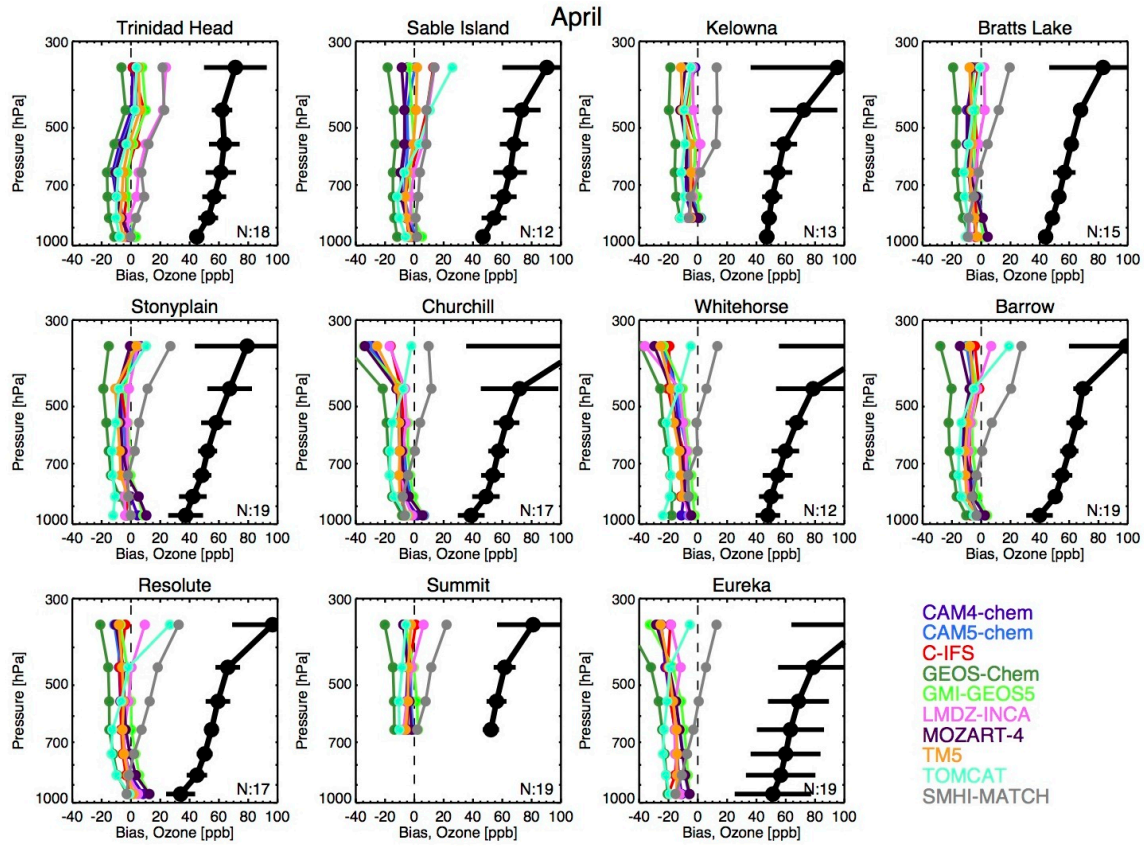 April
Trinidad Head
Sable Island
Kelowna
Bratts Lake
300
500
700
1000
Pressure [hPa]
N:18
-40 -20 0 20 40 60 80 100
Bias, Ozone [ppb]
300
500
700
1000
Pressure [hPa]
N:12
-40 -20 0 20 40 60 80 100
Bias, Ozone [ppb]
300
500
700
1000
Pressure [hPa]
N:13
-40 -20 0 20 40 60 80 100
Bias, Ozone [ppb]
300
500
700
1000
Pressure [hPa]
N:15
-40 -20 0 20 40 60 80 100
Bias, Ozone [ppb]
Stonyplain
Churchill
Whitehorse
Barrow
300
500
700
1000
Pressure [hPa]
N:19
-40 -20 0 20 40 60 80 100
Bias, Ozone [ppb]
300
500
700
1000
Pressure [hPa]
N:17
-40 -20 0 20 40 60 80 100
Bias, Ozone [ppb]
300
500
700
1000
Pressure [hPa]
N:12
-40 -20 0 20 40 60 80 100
Bias, Ozone [ppb]
300
500
700
1000
Pressure [hPa]
N:19
-40 -20 0 20 40 60 80 100
Bias, Ozone [ppb]
Resolute
Summit
Eureka
300
500
700
1000
Pressure [hPa]
N:17
-40 -20 0 20 40 60 80 100
Bias, Ozone [ppb]
300
500
700
1000
Pressure [hPa]
N:19
-40 -20 0 20 40 60 80 100
Bias, Ozone [ppb]
300
500
700
1000
Pressure [hPa]
N:19
-40 -20 0 20 40 60 80 100
Bias, Ozone [ppb]
CAM4-chem
CAM5-chem
C-IFS
GEOS-Chem
GMI-GEOS5
LMDZ-INCA
MOZART-4
TM5
TOMCAT
SMHI-MATCH